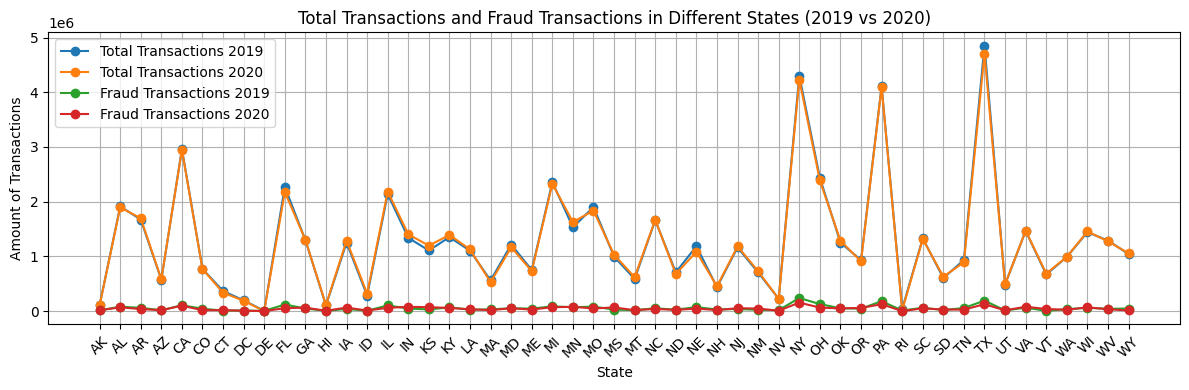 Total Transactions and Fraud Transactions in Different States (2019 vs 2020)
1e6
Total Transactions 2019
Total Transactions 2020
Fraud Transactions 2019
Fraud Transactions 2020
Amount of Transactions
5
4
3
2
1
0
AK AL AR AZ CA CO CT DC DE FL GA HI IA ID IL IN KS KY LA MA MD ME MI MN MO MS MT NC ND NE NH NJ NM NV NY OH OK OR PA RI SC SD TN TX UT VA VT WA WI WV WY
State